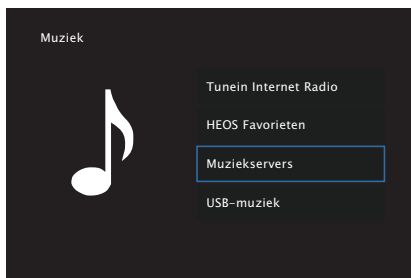 Muziek
Tunein Internet Radio
HEOS Favorieten
Muziekservers
USB-muziek